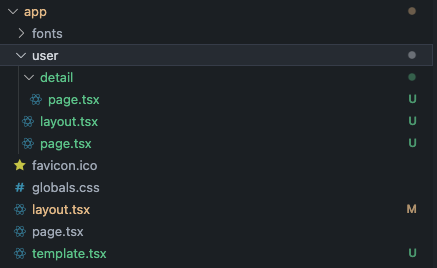 app
fonts
user
detail
page.tsx U
layout.tsx U
page.tsx U
favicon.ico
# globals.css
layout.tsx M
page.tsx
template.tsx U